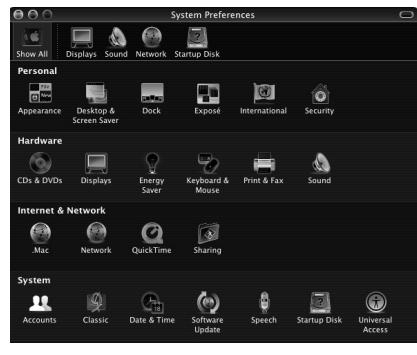 System Preferences
Show All Displays Sound Network Startup Disk
Personal
Appearance Desktop & Screen Saver Dock Exposé International Security
Hardware
CDs & DVDs Displays Energy Saver Keyboard & Mouse Print & Fax Sound
Internet & Network
.Mac Network QuickTime Sharing
System
Accounts Classic Date & Time Software Update Speech Startup Disk Universal Access